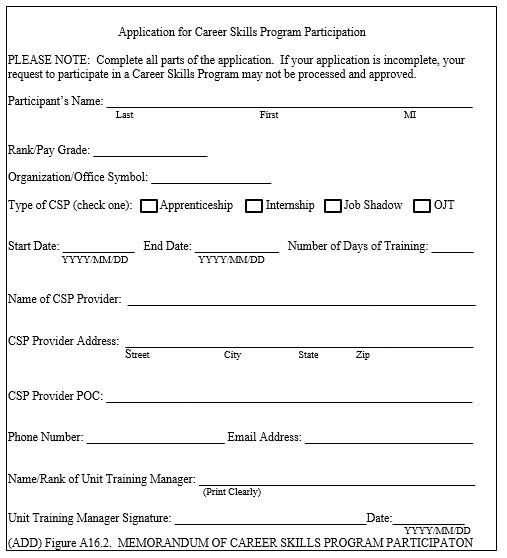 Application for Career Skills Program Participation
PLEASE NOTE:  Complete all parts of the application.  If your application is incomplete, your
request to participate in a Career Skills Program may not be processed and approved.
Participant's Name:
Last First MI
Rank/Pay Grade:
Organization/Office Symbol:
Type of CSP (check one): Apprenticeship Internship Job Shadow OJT
Start Date: End Date: Number of Days of Training:
YYYY/MM/DD YYYY/MM/DD
Name of CSP Provider:
CSP Provider Address:
Street City State Zip
CSP Provider POC:
Phone Number: Email Address:
Name/Rank of Unit Training Manager:
(Print Clearly)
Unit Training Manager Signature: Date:
YYYY/MM/DD
(ADD) Figure A16.2.  MEMORANDUM OF CAREER SKILLS PROGRAM PARTICIPATON